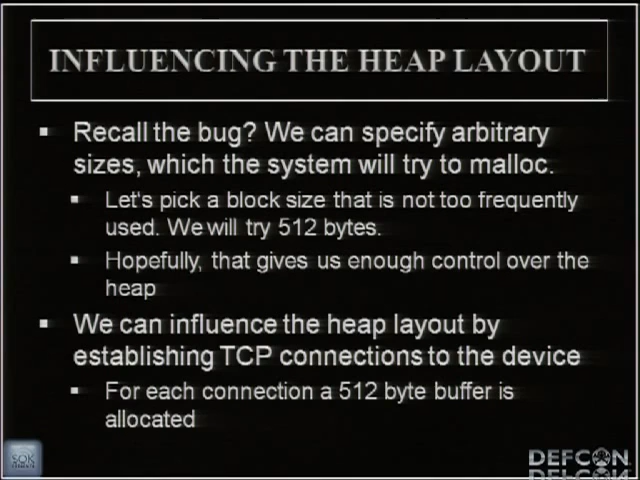 INFLUENCING THE HEAP LAYOUT
Recall the bug? We can specify arbitrary
sizes, which the system will try to malloc.
Let's pick a block size that is not too frequently
used. We will try 512 bytes.
Hopefully, that gives us enough control over the
heap
We can influence the heap layout by
establishing TCP connections to the device
For each connection a 512 byte buffer is
allocated
SOK
DEFCON